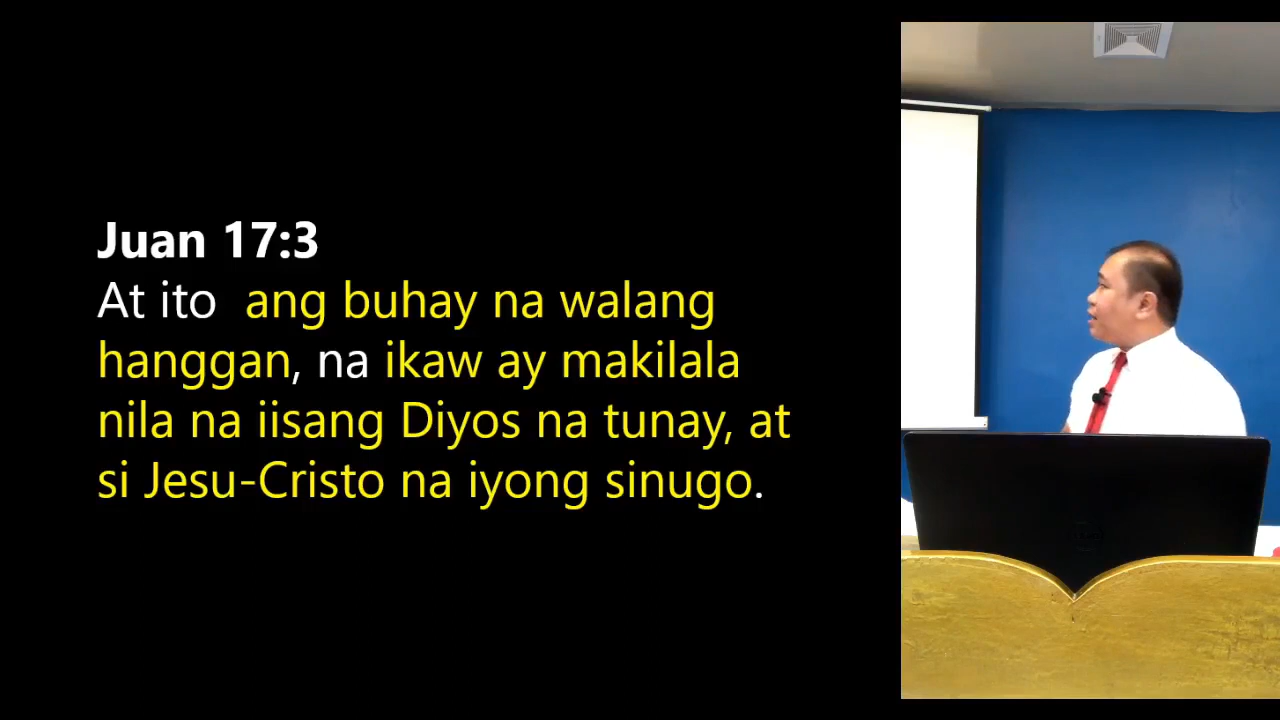 Juan 17:3
At ito  ang buhay na walang
hanggan, na ikaw ay makilala
nila na iisang Diyos na tunay, at
si Jesu-Cristo na iyong sinugo.